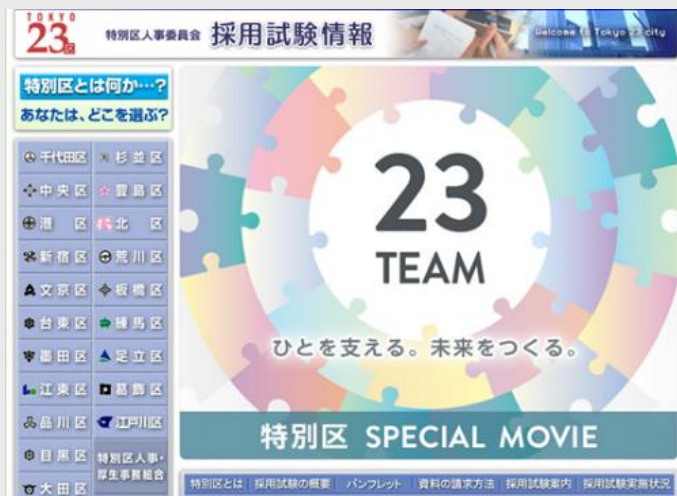 TOKYO
23区
特別区人事委員会 採用試験情報
Welcome to Tokyo 23 city
特別区とは何か…?
あなたは、どこを選ぶ?
千代田区 杉並区
中央区 豊島区
港区 北区
新宿区 荒川区
文京区 板橋区
台東区 練馬区
墨田区 足立区
江東区 葛飾区
品川区 江戸川区
目黒区 特別区人事・
厚生事務組合
大田区
23
TEAM
ひとを支える。未来をつくる。
特別区 SPECIAL MOVIE
特別区とは 採用試験の概要 パンフレット 資料の請求方法 採用試験案内 採用試験実施状況